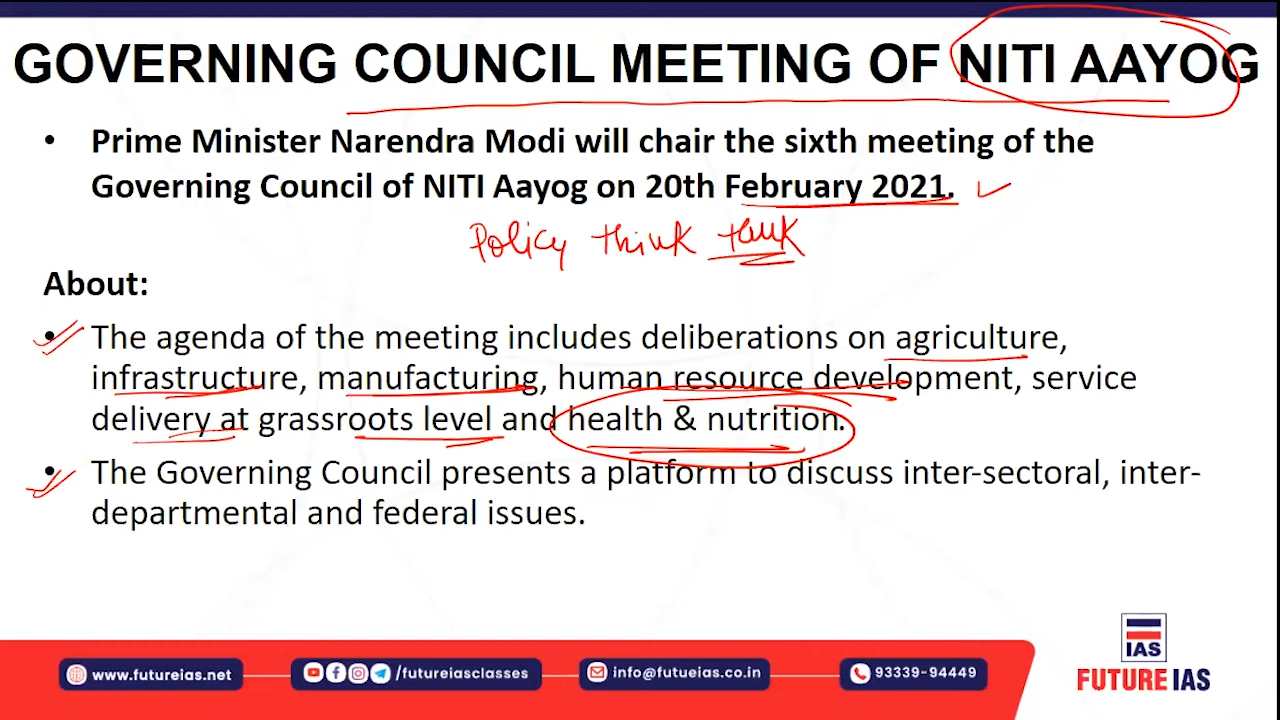 GOVERNING COUNCIL MEETING OF NITI AAYOG
• Prime Minister Narendra Modi will chair the sixth meeting of the
Governing Council of NITI Aayog on 20th February 2021.
Policy think tank
About:
• The agenda of the meeting includes deliberations on agriculture,
infrastructure, manufacturing, human resource development, service
delivery at grassroots level and health & nutrition.
• The Governing Council presents a platform to discuss inter-sectoral, inter-
departmental and federal issues.
IAS
www.futureias.net
/futureiasclasses
info@futueias.co.in
93339-94449
FUTURE IAS